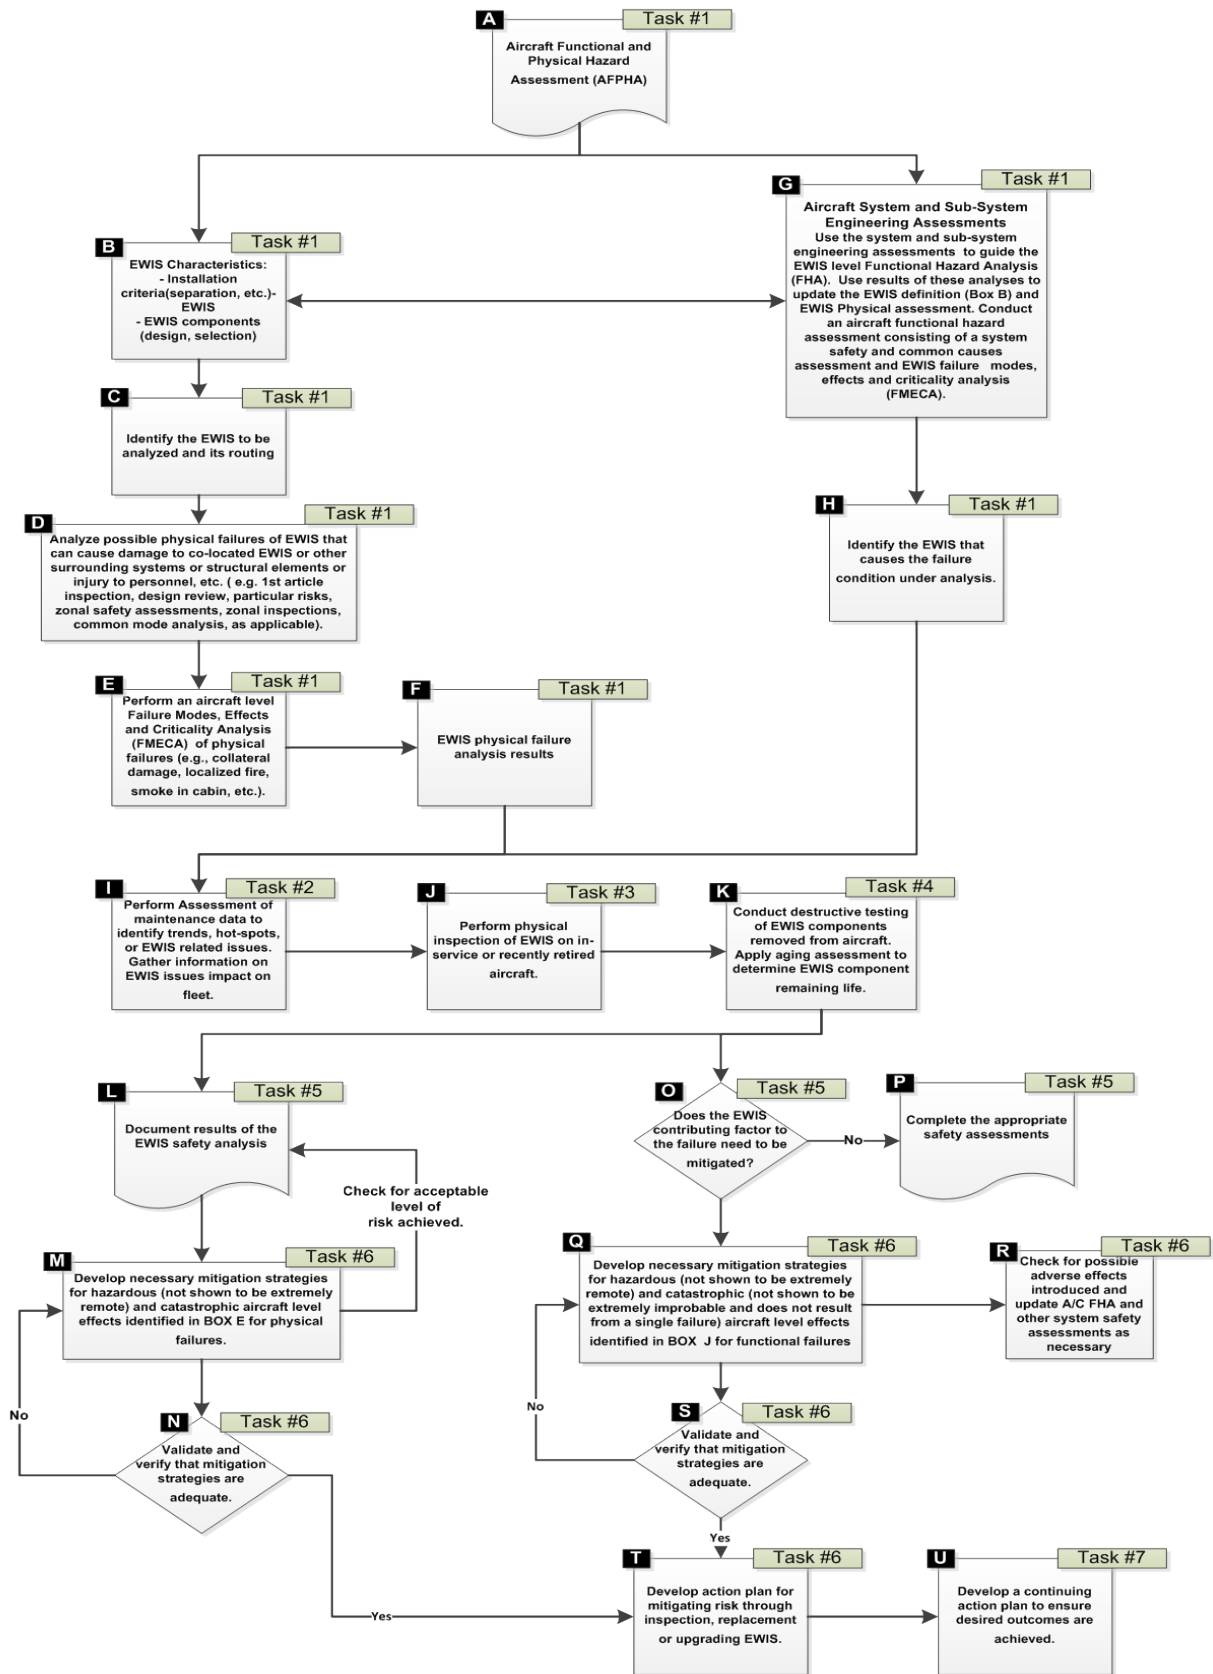 A
Task #1
Aircraft Functional and
Physical Hazard
Assessment (AFPHA)
B
Task #1
EWIS Characteristics:
- Installation
criteria(separation, etc.)-
EWIS
- EWIS components
(design, selection)
G
Task #1
Aircraft System and Sub-System
Engineering Assessments
Use the system and sub-system
engineering assessments to guide the
EWIS level Functional Hazard Analysis
(FHA). Use results of these analyses to
update the EWIS definition (Box B) and
EWIS Physical assessment. Conduct
an aircraft functional hazard
assessment consisting of a system
safety and common causes
assessment and EWIS failure modes,
effects and criticality analysis
(FMECA).
C
Task #1
Identify the EWIS to be
analyzed and its routing
D
Task #1
Analyze possible physical failures of EWIS that
can cause damage to co-located EWIS or other
surrounding systems or structural elements or
injury to personnel, etc. ( e.g. 1st article
inspection, design review, particular risks,
zonal safety assessments, zonal inspections,
common mode analysis, as applicable).
H
Task #1
Identify the EWIS that
causes the failure
condition under analysis.
E
Task #1
Perform an aircraft level
Failure Modes, Effects
and Criticality Analysis
(FMECA) of physical
failures (e.g., collateral
damage, localized fire,
smoke in cabin, etc.).
F
Task #1
EWIS physical failure
analysis results
I
Task #2
Perform Assessment of
maintenance data to
identify trends, hot-spots,
or EWIS related issues.
Gather information on
EWIS issues impact on
fleet.
J
Task #3
Perform physical
inspection of EWIS on in-
service or recently retired
aircraft.
K
Task #4
Conduct destructive testing
of EWIS components
removed from aircraft.
Apply aging assessment to
determine EWIS component
remaining life.
L
Task #5
Document results of the
EWIS safety analysis
Check for acceptable
level of
risk achieved.
O
Task #5
Does the EWIS
contributing factor to
the failure need to be
mitigated?
No
P
Task #5
Complete the appropriate
safety assessments
M
Task #6
Develop necessary mitigation strategies
for hazardous (not shown to be extremely
remote) and catastrophic aircraft level
effects identified in BOX E for physical
failures.
Q
Task #6
Develop necessary mitigation strategies
for hazardous (not shown to be extremely
remote) and catastrophic (not shown to
be extremely improbable and does not result
from a single failure) aircraft level effects
identified in BOX J for functional failures
R
Task #6
Check for possible
adverse effects
introduced and
update A/C FHA and
other system safety
assessments as
necessary
No
N
Task #6
Validate and
verify that mitigation
strategies are
adequate.
No
S
Task #6
Validate and
verify that mitigation
strategies are
adequate.
Yes
Yes
T
Task #6
Develop action plan for
mitigating risk through
inspection, replacement
or upgrading EWIS.
U
Task #7
Develop a continuing
action plan to ensure
desired outcomes are
achieved.